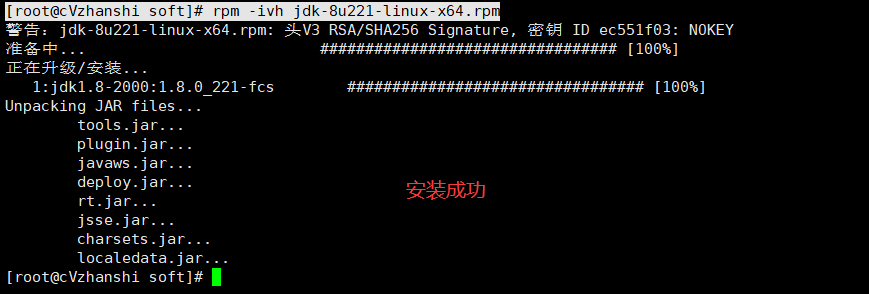 [root@cVzhanshi soft]# rpm -ivh jdk-8u221-linux-x64.rpm
警告：jdk-8u221-linux-x64.rpm: 头V3 RSA/SHA256 Signature, 密钥 ID ec551f03: NOKEY
准备中... ################################# [100%]
正在升级/安装...
1:jdk1.8-2000:1.8.0_221-fcs ################################# [100%]
Unpacking JAR files...
tools.jar...
plugin.jar...
javaws.jar...
deploy.jar...
安装成功
rt.jar...
jsse.jar...
charsets.jar...
localedata.jar...
[root@cVzhanshi soft]#